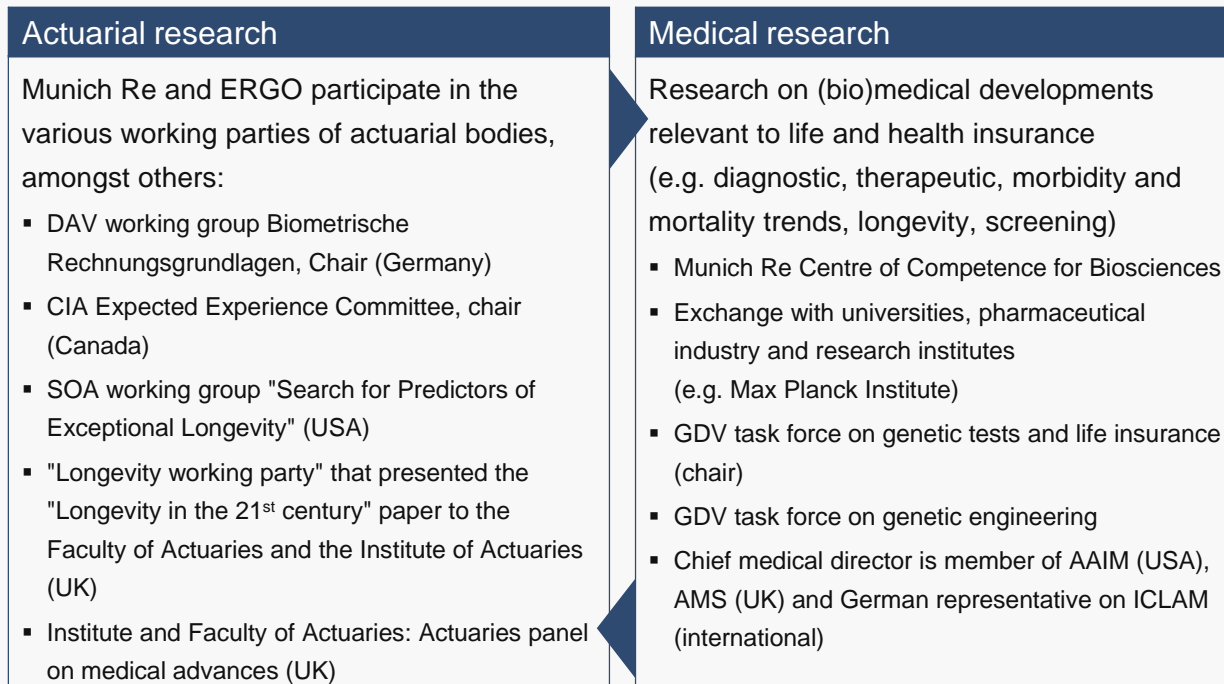 Actuarial research
Munich Re and ERGO participate in the
various working parties of actuarial bodies,
amongst others:
▪ DAV working group Biometrische
Rechnungsgrundlagen, Chair (Germany)
▪ CIA Expected Experience Committee, chair
(Canada)
▪ SOA working group "Search for Predictors of
Exceptional Longevity" (USA)
▪ "Longevity working party" that presented the
"Longevity in the 21st century" paper to the
Faculty of Actuaries and the Institute of Actuaries
(UK)
▪ Institute and Faculty of Actuaries: Actuaries panel
on medical advances (UK)
Medical research
Research on (bio)medical developments
relevant to life and health insurance
(e.g. diagnostic, therapeutic, morbidity and
mortality trends, longevity, screening)
▪ Munich Re Centre of Competence for Biosciences
▪ Exchange with universities, pharmaceutical
industry and research institutes
(e.g. Max Planck Institute)
▪ GDV task force on genetic tests and life insurance
(chair)
▪ GDV task force on genetic engineering
▪ Chief medical director is member of AAIM (USA),
AMS (UK) and German representative on ICLAM
(international)